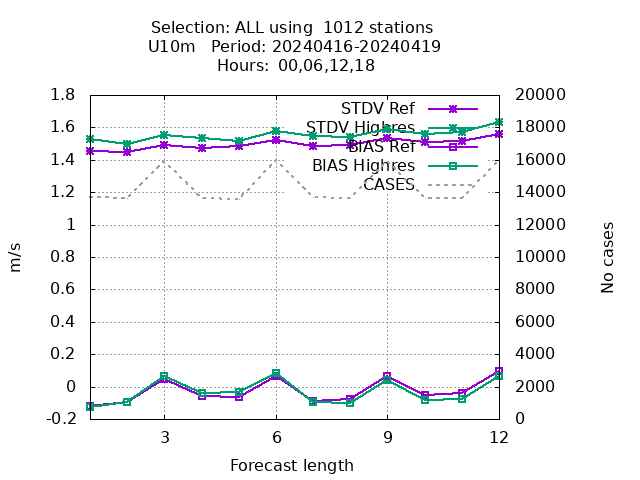 Selection: ALL using  1012 stations
U10m   Period: 20240416-20240419
Hours:  00,06,12,18
1.8 20000
STDV Ref
1.6 STDV Highres 18000
BIAS Ref
1.4 BIAS Highres 16000
CASES
1.2 14000
1 12000
0.8 10000
0.6 8000
0.4 6000
0.2 4000
0 2000
-0.2 0
m/s
No cases
3 6 9 12
Forecast length